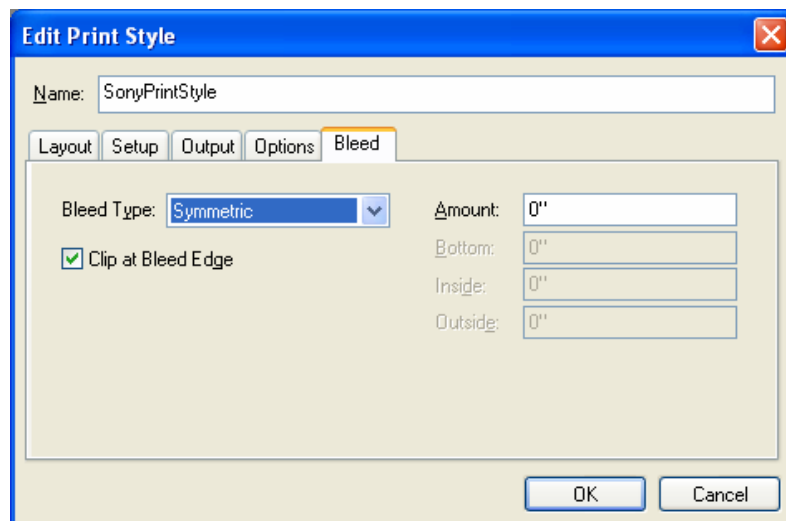 Edit Print Style
Name: SonyPrintStyle
Layout Setup Output Options Bleed
Bleed Type: Symmetric Amount: 0"
Bottom: 0"
Clip at Bleed Edge
Inside: 0"
Outside: 0"
OK Cancel